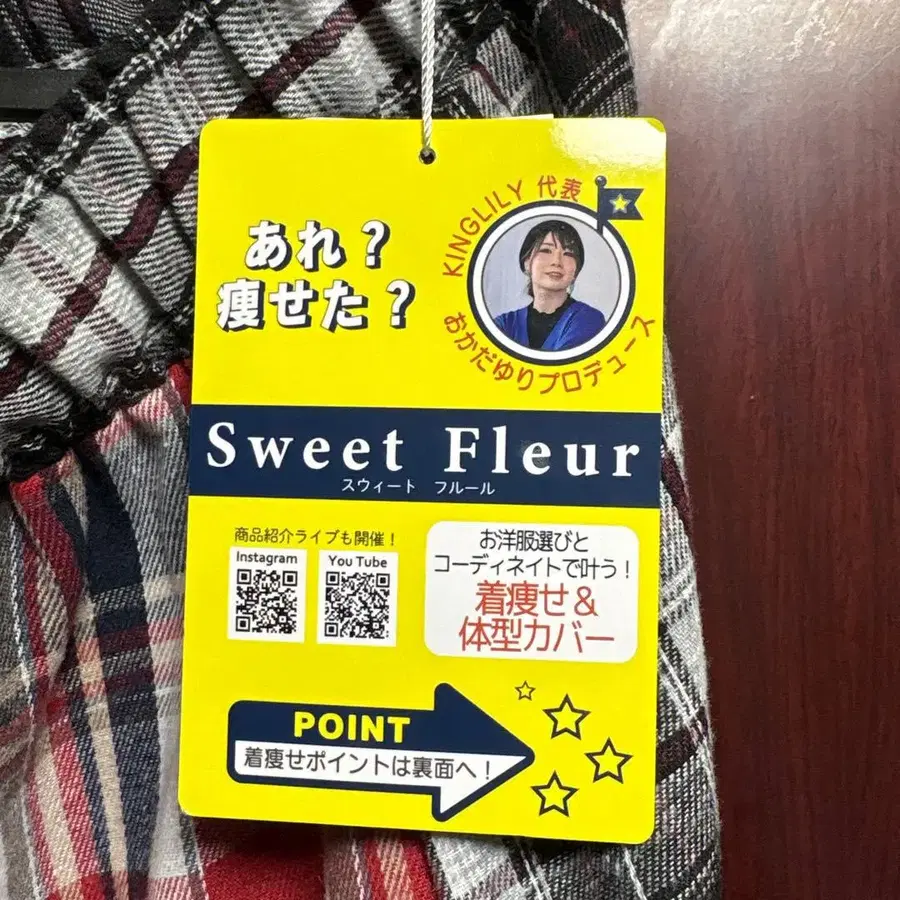 あれ?
痩せた?
KINGLILY 代表
おかだゆりプロデュース
Sweet Fleur
スウィート フルール
商品紹介ライブも開催!
Instagram
You Tube
お洋服選びと
コーディネイトで叶う!
着痩せ&
体型カバー
POINT
着痩せポイントは裏面へ!